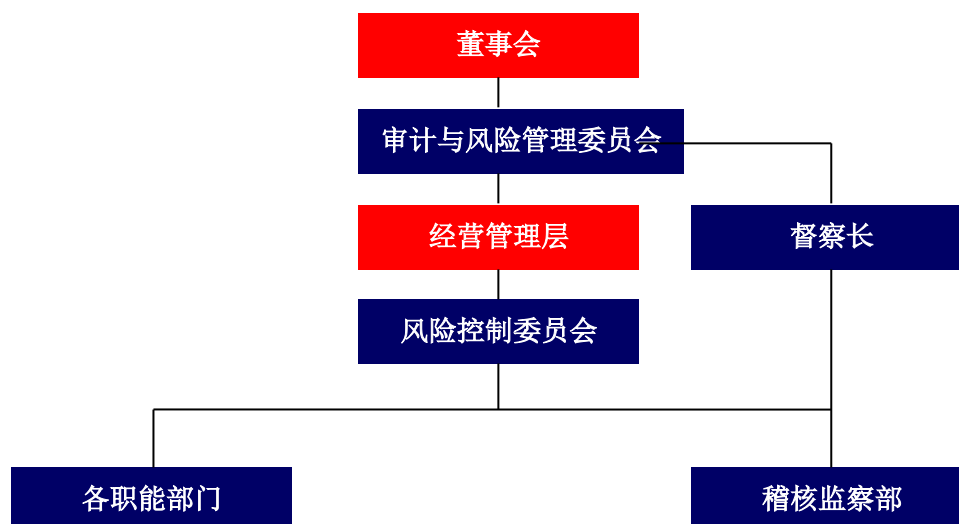 董事会
审计与风险管理委员会
经营管理层
督察长
风险控制委员会
各职能部门
稽核监察部